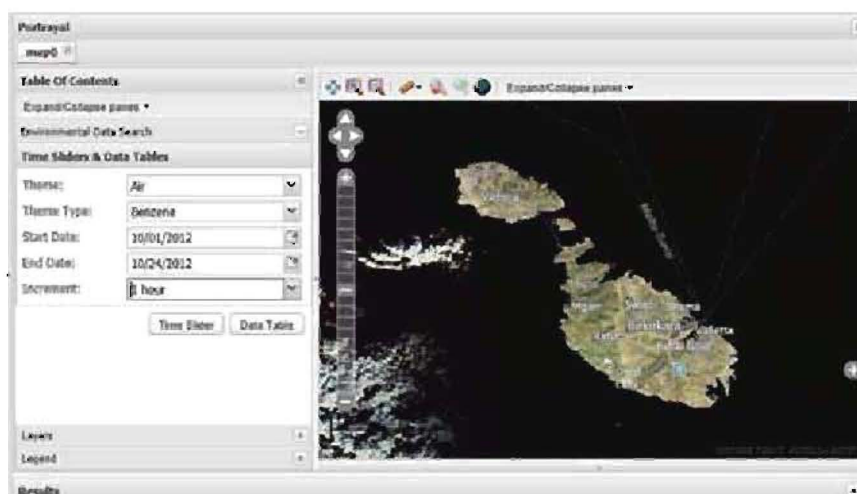 Portrayal
map0
Table Of Contents
Expand/Collapse panes
Expand/Collapse panes
Environmental Data Search
Time Sliders & Data Tables
Theme: Air
Theme Type: Benzene
Start Date: 10/01/2012
End Date: 10/24/2012
Increment: 1 hour
Time Slider Data Table
Victoria
Birkirkara
Valletta
Layers
Legend
Results